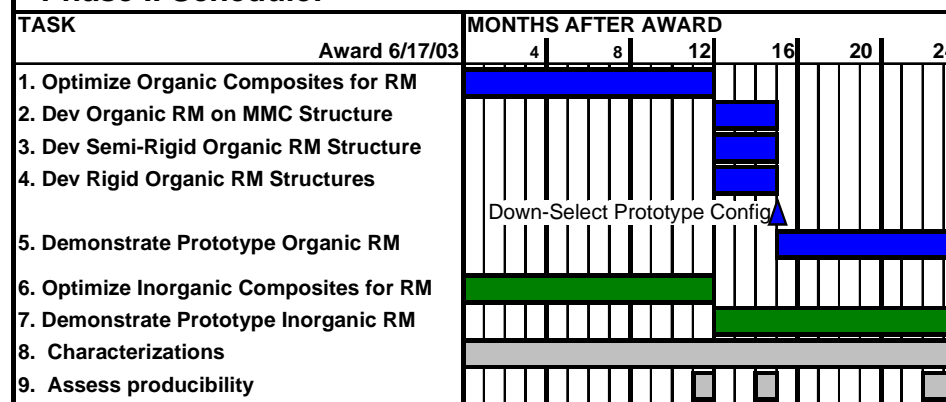 TASK MONTHS AFTER AWARD
Award 6/17/03 4 8 12 16 20
1. Optimize Organic Composites for RM
2. Dev Organic RM on MMC Structure
3. Dev Semi-Rigid Organic RM Structure
4. Dev Rigid Organic RM Structures
Down-Select Prototype Config
5. Demonstrate Prototype Organic RM
6. Optimize Inorganic Composites for RM
7. Demonstrate Prototype Inorganic RM
8. Characterizations
9. Assess producibility